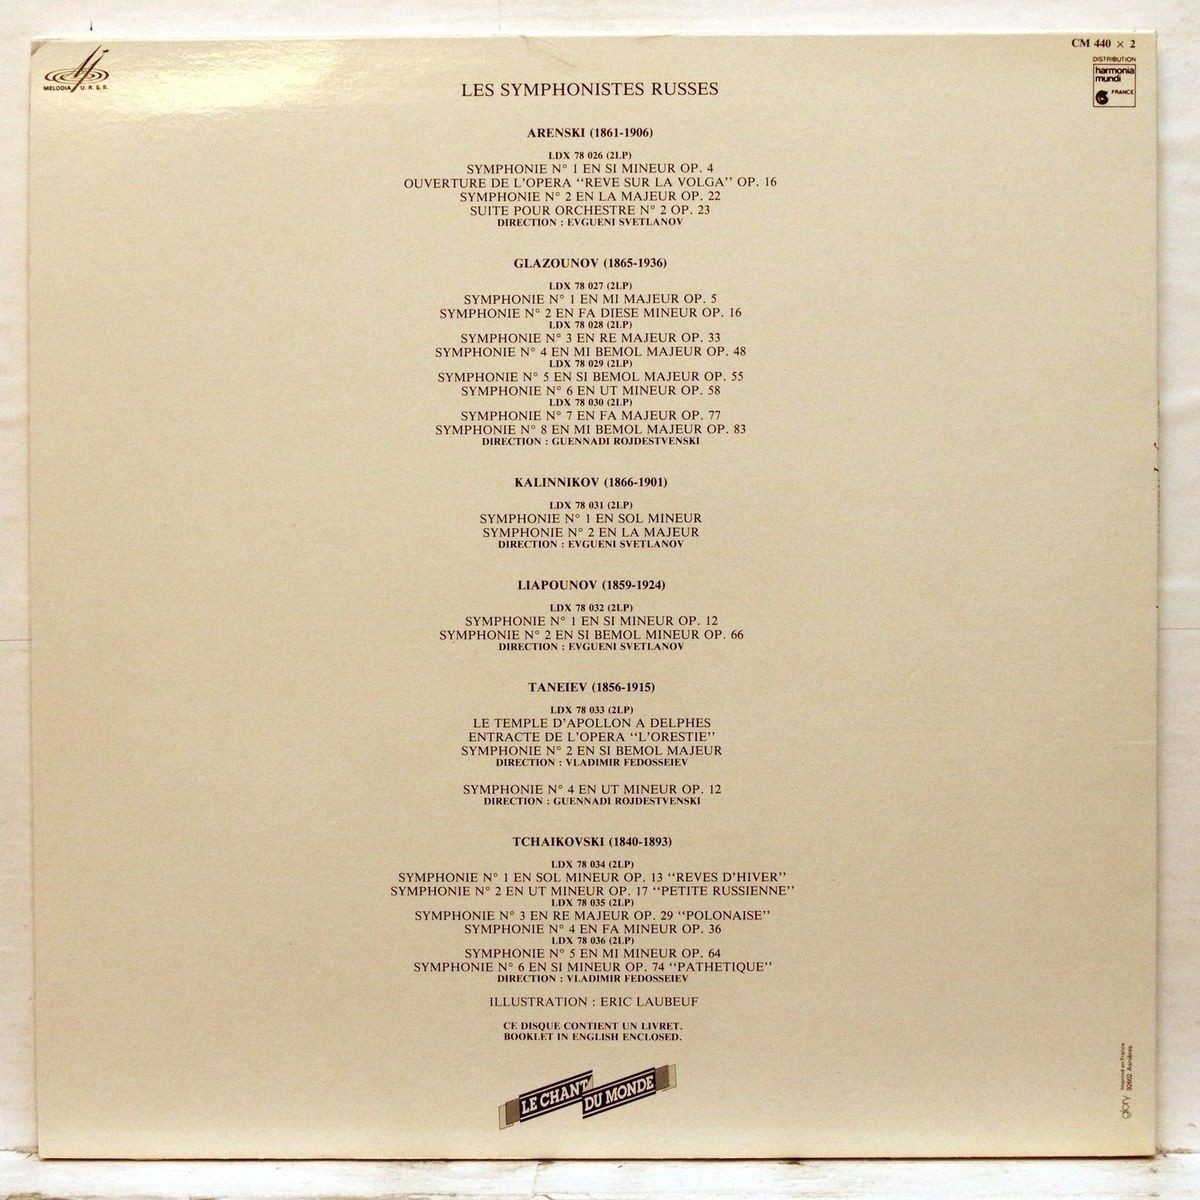 CM 440 × 2
MELODIA U.R.S.S.
DISTRIBUTION
harmonia
mundi
FRANCE
LES SYMPHONISTES RUSSES
ARENSKI (1861-1906)
LDX 78 026 (2LP)
SYMPHONIE N° 1 EN SI MINEUR OP. 4
OUVERTURE DE L'OPERA ‘‘REVE SUR LA VOLGA’’ OP. 16
SYMPHONIE N° 2 EN LA MAJEUR OP. 22
SUITE POUR ORCHESTRE N° 2 OP. 23
DIRECTION : EVGUENI SVETLANOV
GLAZOUNOV (1865-1936)
LDX 78 027 (2LP)
SYMPHONIE N° 1 EN MI MAJEUR OP. 5
SYMPHONIE N° 2 EN FA DIESE MINEUR OP. 16
LDX 78 028 (2LP)
SYMPHONIE N° 3 EN RE MAJEUR OP. 33
SYMPHONIE N° 4 EN MI BEMOL MAJEUR OP. 48
LDX 78 029 (2LP)
SYMPHONIE N° 5 EN SI BEMOL MAJEUR OP. 55
SYMPHONIE N° 6 EN UT MINEUR OP. 58
LDX 78 030 (2LP)
SYMPHONIE N° 7 EN FA MAJEUR OP. 77
SYMPHONIE N° 8 EN MI BEMOL MAJEUR OP. 83
DIRECTION : GUENNADI ROJDESTVENSKI
KALINNIKOV (1866-1901)
LDX 78 031 (2LP)
SYMPHONIE N° 1 EN SOL MINEUR
SYMPHONIE N° 2 EN LA MAJEUR
DIRECTION : EVGUENI SVETLANOV
LIAPOUNOV (1859-1924)
LDX 78 032 (2LP)
SYMPHONIE N° 1 EN SI MINEUR OP. 12
SYMPHONIE N° 2 EN SI BEMOL MINEUR OP. 66
DIRECTION : EVGUENI SVETLANOV
TANEIEV (1856-1915)
LDX 78 033 (2LP)
LE TEMPLE D'APOLLON A DELPHES
ENTRACTE DE L'OPERA ‘‘L'ORESTIE’’
SYMPHONIE N° 2 EN SI BEMOL MAJEUR
DIRECTION : VLADIMIR FEDOSSEIEV
SYMPHONIE N° 4 EN UT MINEUR OP. 12
DIRECTION : GUENNADI ROJDESTVENSKI
TCHAIKOVSKI (1840-1893)
LDX 78 034 (2LP)
SYMPHONIE N° 1 EN SOL MINEUR OP. 13 ‘‘REVES D'HIVER’’
SYMPHONIE N° 2 EN UT MINEUR OP. 17 ‘‘PETITE RUSSIENNE’’
LDX 78 035 (2LP)
SYMPHONIE N° 3 EN RE MAJEUR OP. 29 ‘‘POLONAISE’’
SYMPHONIE N° 4 EN FA MINEUR OP. 36
LDX 78 036 (2LP)
SYMPHONIE N° 5 EN MI MINEUR OP. 64
SYMPHONIE N° 6 EN SI MINEUR OP. 74 ‘‘PATHETIQUE’’
DIRECTION : VLADIMIR FEDOSSEIEV
ILLUSTRATION : ERIC LAUBEUF
CE DISQUE CONTIENT UN LIVRET.
BOOKLET IN ENGLISH ENCLOSED.
LE CHANT
DU MONDE
glory
Imprimé en France
92602 Asnières